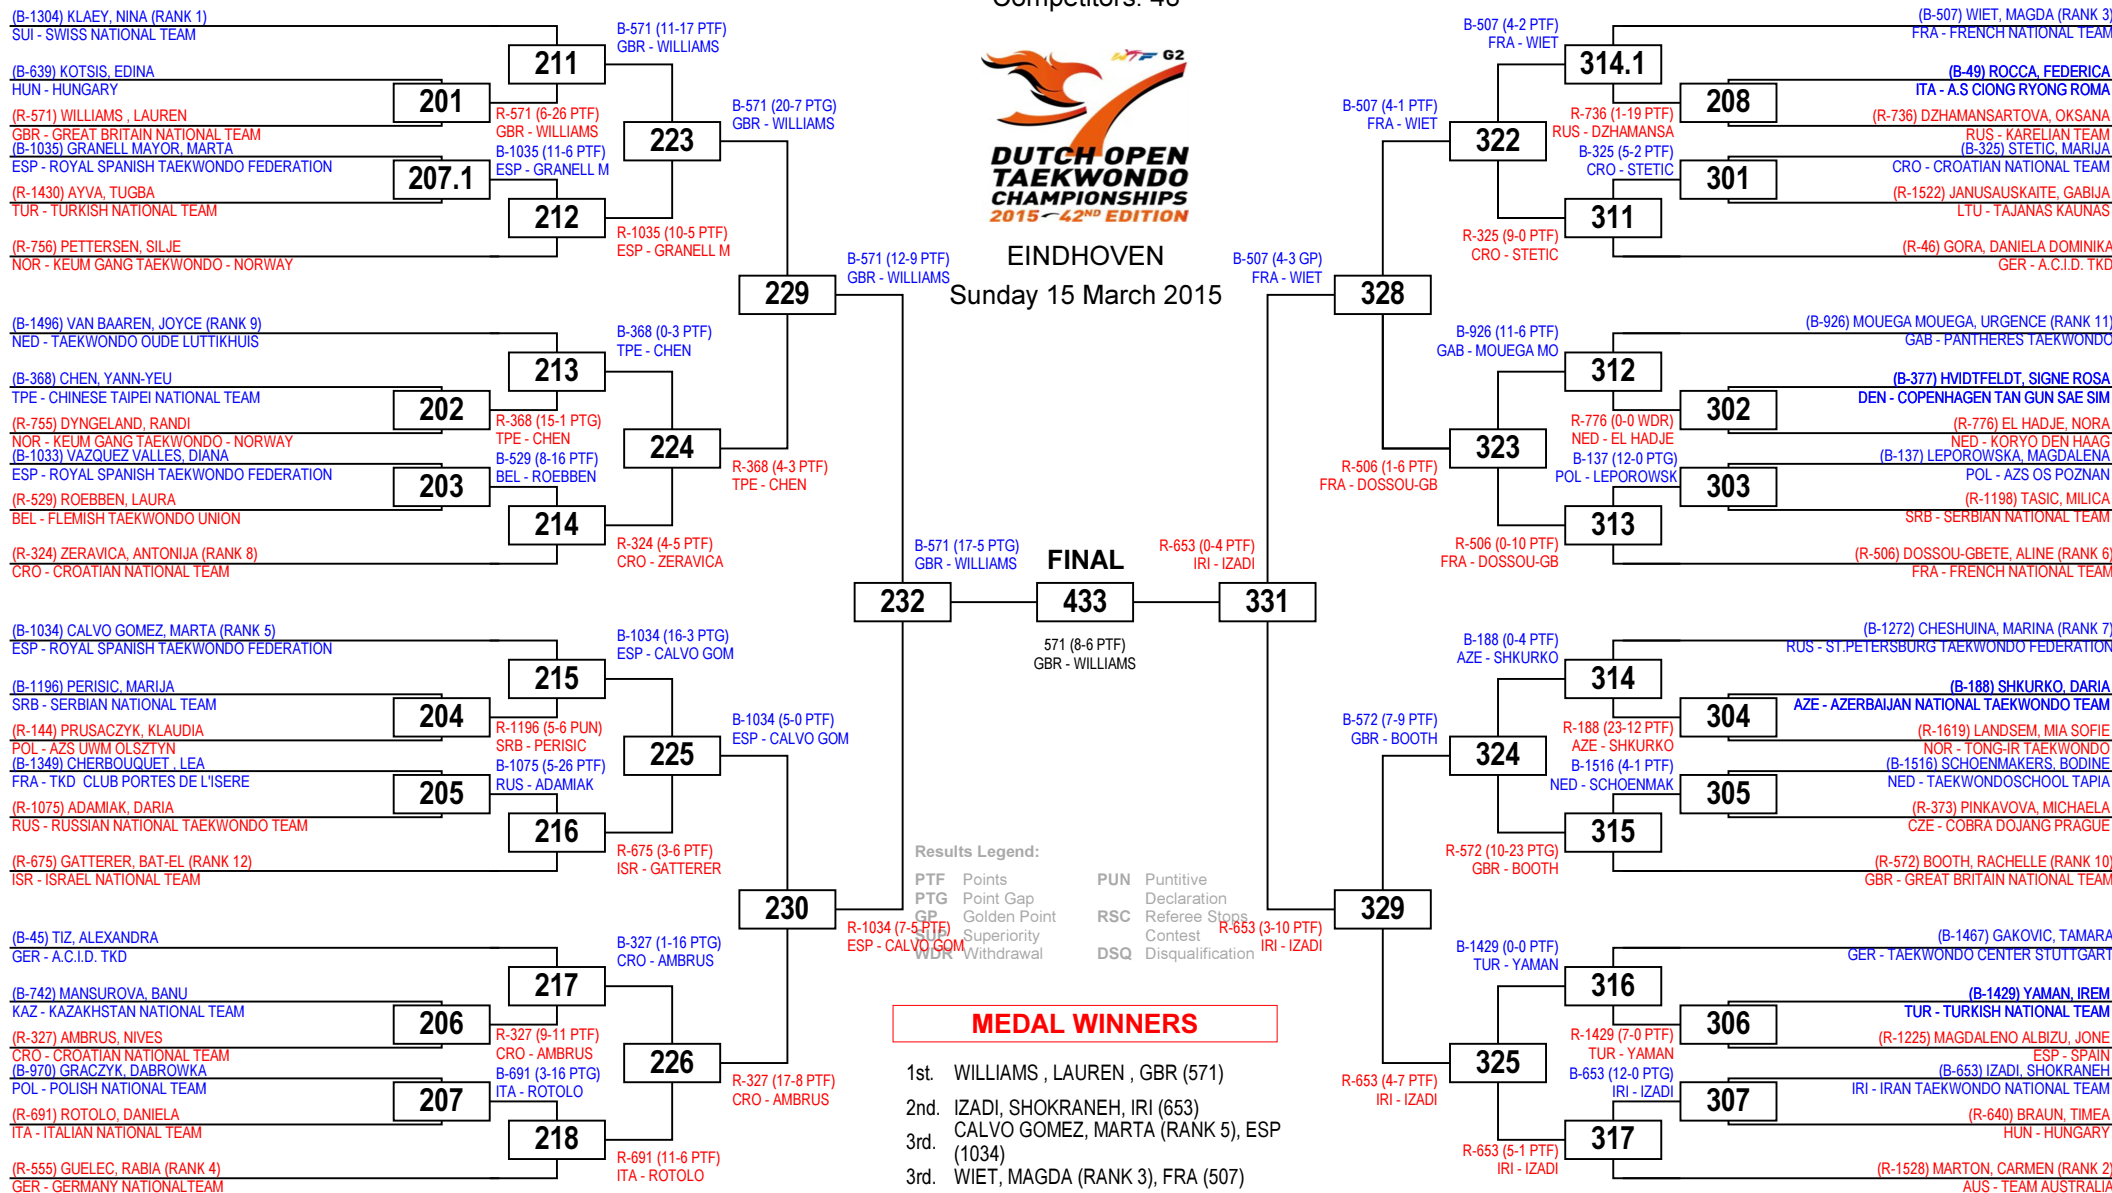 Competitors: 48
(B-1304) KLAEY, NINA (RANK 1)
SUI - SWISS NATIONAL TEAM
211
(B-639) KOTSIS, EDINA
HUN - HUNGARY
201
(R-571) WILLIAMS , LAUREN
GBR - GREAT BRITAIN NATIONAL TEAM
R-571 (6-26 PTF)
GBR - WILLIAMS
B-571 (11-17 PTF)
GBR - WILLIAMS
(B-1035) GRANELL MAYOR, MARTA
ESP - ROYAL SPANISH TAEKWONDO FEDERATION
207.1
(R-1430) AYVA, TUGBA
TUR - TURKISH NATIONAL TEAM
B-1035 (11-6 PTF)
ESP - GRANELL M
212
(R-756) PETTERSEN, SILJE
NOR - KEUM GANG TAEKWONDO - NORWAY
R-1035 (10-5 PTF)
ESP - GRANELL M
223
B-571 (20-7 PTG)
GBR - WILLIAMS
229
B-571 (12-9 PTF)
GBR - WILLIAMS
(B-1496) VAN BAAREN, JOYCE (RANK 9)
NED - TAEKWONDO OUDE LUTTIKHUIS
213
(B-368) CHEN, YANN-YEU
TPE - CHINESE TAIPEI NATIONAL TEAM
202
(R-755) DYNGELAND, RANDI
NOR - KEUM GANG TAEKWONDO - NORWAY
R-368 (15-1 PTG)
TPE - CHEN
B-368 (0-3 PTF)
TPE - CHEN
(B-1033) VAZQUEZ VALLES, DIANA
ESP - ROYAL SPANISH TAEKWONDO FEDERATION
203
(R-529) ROEBBEN, LAURA
BEL - FLEMISH TAEKWONDO UNION
B-529 (8-16 PTF)
BEL - ROEBBEN
214
(R-324) ZERAVICA, ANTONIJA (RANK 8)
CRO - CROATIAN NATIONAL TEAM
R-324 (4-5 PTF)
CRO - ZERAVICA
224
R-368 (4-3 PTF)
TPE - CHEN
232
B-571 (17-5 PTG)
GBR - WILLIAMS
(B-1034) CALVO GOMEZ, MARTA (RANK 5)
ESP - ROYAL SPANISH TAEKWONDO FEDERATION
215
(B-1196) PERISIC, MARIJA
SRB - SERBIAN NATIONAL TEAM
204
(R-144) PRUSACZYK, KLAUDIA
POL - AZS UWM OLSZTYN
R-1196 (5-6 PUN)
SRB - PERISIC
B-1034 (16-3 PTG)
ESP - CALVO GOM
(B-1349) CHERBOUQUET , LEA
FRA - TKD CLUB PORTES DE L'ISERE
205
(R-1075) ADAMIAK, DARIA
RUS - RUSSIAN NATIONAL TAEKWONDO TEAM
B-1075 (5-26 PTF)
RUS - ADAMIAK
216
(R-675) GATTERER, BAT-EL (RANK 12)
ISR - ISRAEL NATIONAL TEAM
R-675 (3-6 PTF)
ISR - GATTERER
225
B-1034 (5-0 PTF)
ESP - CALVO GOM
230
R-1034 (7-5 PTF)
ESP - CALVO GOM
(B-45) TIZ, ALEXANDRA
GER - A.C.I.D. TKD
217
(B-742) MANSUROVA, BANU
KAZ - KAZAKHSTAN NATIONAL TEAM
206
(R-327) AMBRUS, NIVES
CRO - CROATIAN NATIONAL TEAM
R-327 (9-11 PTF)
CRO - AMBRUS
B-327 (1-16 PTG)
CRO - AMBRUS
(B-970) GRACZYK, DABROWKA
POL - POLISH NATIONAL TEAM
207
(R-691) ROTOLO, DANIELA
ITA - ITALIAN NATIONAL TEAM
B-691 (3-16 PTG)
ITA - ROTOLO
218
(R-555) GUELEC, RABIA (RANK 4)
GER - GERMANY NATIONALTEAM
R-691 (11-6 PTF)
ITA - ROTOLO
226
R-327 (17-8 PTF)
CRO - AMBRUS
WTF G2
DUTCH OPEN
TAEKWONDO
CHAMPIONSHIPS
2015 - 42ND EDITION
EINDHOVEN
Sunday 15 March 2015
FINAL
433
571 (8-6 PTF)
GBR - WILLIAMS
Results Legend:
PTF Points
PTG Point Gap
GP Golden Point
SUP Superiority
WDR Withdrawal
PUN Puntitive
Declaration
RSC Referee Stops
Contest
DSQ Disqualification
MEDAL WINNERS
1st. WILLIAMS , LAUREN , GBR (571)
2nd. IZADI, SHOKRANEH, IRI (653)
3rd. CALVO GOMEZ, MARTA (RANK 5), ESP
(1034)
3rd. WIET, MAGDA (RANK 3), FRA (507)
(B-507) WIET, MAGDA (RANK 3)
FRA - FRENCH NATIONAL TEAM
314.1
B-507 (4-2 PTF)
FRA - WIET
(B-49) ROCCA, FEDERICA
ITA - A.S CIONG RYONG ROMA
208
(R-736) DZHAMANSARTOVA, OKSANA
RUS - KARELIAN TEAM
R-736 (1-19 PTF)
RUS - DZHAMANSA
(B-325) STETIC, MARIJA
CRO - CROATIAN NATIONAL TEAM
301
(R-1522) JANUSAUSKAITE, GABIJA
LTU - TAJANAS KAUNAS
B-325 (5-2 PTF)
CRO - STETIC
311
(R-46) GORA, DANIELA DOMINIKA
GER - A.C.I.D. TKD
R-325 (9-0 PTF)
CRO - STETIC
322
B-507 (4-1 PTF)
FRA - WIET
328
B-507 (4-3 GP)
FRA - WIET
(B-926) MOUEGA MOUEGA, URGENCE (RANK 11)
GAB - PANTHERES TAEKWONDO
312
B-926 (11-6 PTF)
GAB - MOUEGA MO
(B-377) HVIDTFELDT, SIGNE ROSA
DEN - COPENHAGEN TAN GUN SAE SIM
302
(R-776) EL HADJE, NORA
NED - KORYO DEN HAAG
R-776 (0-0 WDR)
NED - EL HADJE
(B-137) LEPOROWSKA, MAGDALENA
POL - AZS OS POZNAN
303
(R-1198) TASIC, MILICA
SRB - SERBIAN NATIONAL TEAM
B-137 (12-0 PTG)
POL - LEPOROWSK
313
(R-506) DOSSOU-GBETE, ALINE (RANK 6)
FRA - FRENCH NATIONAL TEAM
R-506 (0-10 PTF)
FRA - DOSSOU-GB
323
R-506 (1-6 PTF)
FRA - DOSSOU-GB
331
R-653 (0-4 PTF)
IRI - IZADI
(B-1272) CHESHUINA, MARINA (RANK 7)
RUS - ST.PETERSBURG TAEKWONDO FEDERATION
314
B-188 (0-4 PTF)
AZE - SHKURKO
(B-188) SHKURKO, DARIA
AZE - AZERBAIJAN NATIONAL TAEKWONDO TEAM
304
(R-1619) LANDSEM, MIA SOFIE
NOR - TONG-IR TAEKWONDO
R-188 (23-12 PTF)
AZE - SHKURKO
(B-1516) SCHOENMAKERS, BODINE
NED - TAEKWONDOSCHOOL TAPIA
305
(R-373) PINKAVOVA, MICHAELA
CZE - COBRA DOJANG PRAGUE
B-1516 (4-1 PTF)
NED - SCHOENMAK
315
(R-572) BOOTH, RACHELLE (RANK 10)
GBR - GREAT BRITAIN NATIONAL TEAM
R-572 (10-23 PTG)
GBR - BOOTH
324
B-572 (7-9 PTF)
GBR - BOOTH
329
R-653 (3-10 PTF)
IRI - IZADI
(B-1467) GAKOVIC, TAMARA
GER - TAEKWONDO CENTER STUTTGART
316
B-1429 (0-0 PTF)
TUR - YAMAN
(B-1429) YAMAN, IREM
TUR - TURKISH NATIONAL TEAM
306
(R-1225) MAGDALENO ALBIZU, JONE
ESP - SPAIN
R-1429 (7-0 PTF)
TUR - YAMAN
(B-653) IZADI, SHOKRANEH
IRI - IRAN TAEKWONDO NATIONAL TEAM
307
(R-640) BRAUN, TIMEA
HUN - HUNGARY
B-653 (12-0 PTG)
IRI - IZADI
317
(R-1528) MARTON, CARMEN (RANK 2)
AUS - TEAM AUSTRALIA
R-653 (5-1 PTF)
IRI - IZADI
325
R-653 (4-7 PTF)
IRI - IZADI